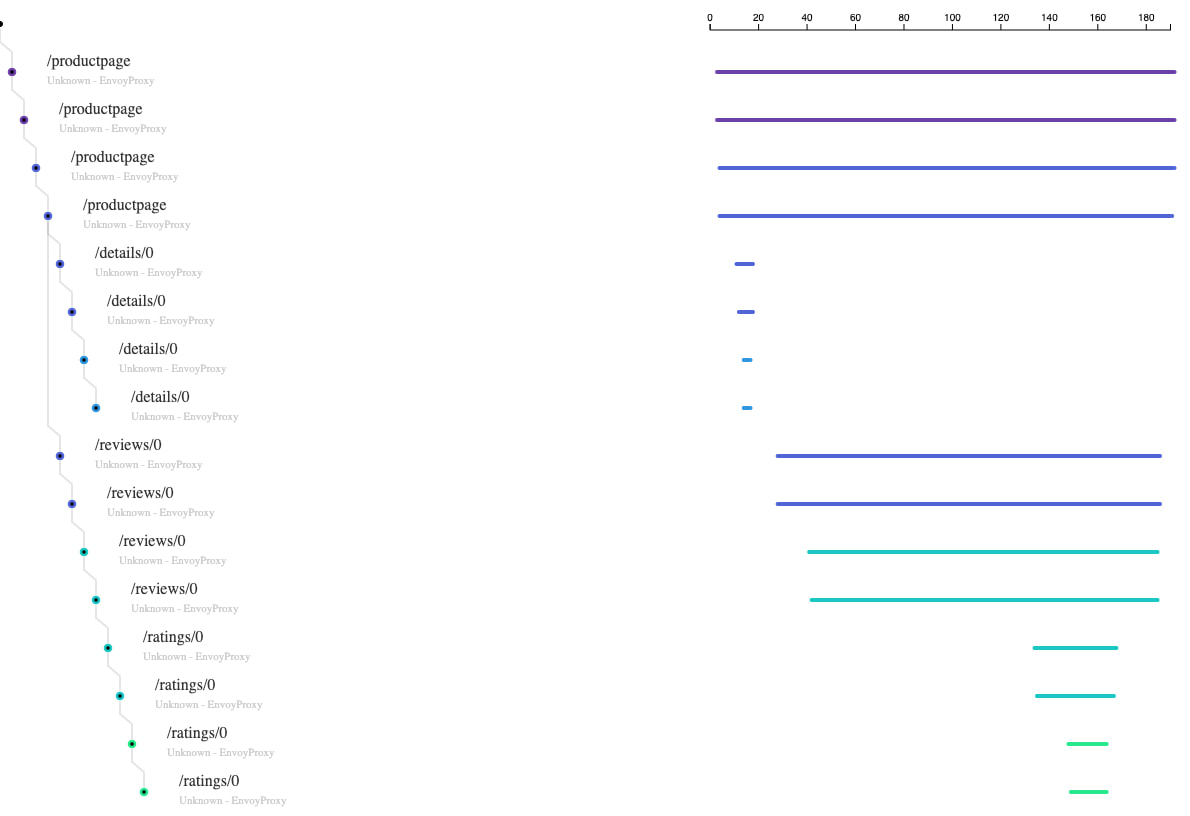 0 20 40 60 80 100 120 140 160 180
/productpage
Unknown - EnvoyProxy
/productpage
Unknown - EnvoyProxy
/productpage
Unknown - EnvoyProxy
/productpage
Unknown - EnvoyProxy
/details/0
Unknown - EnvoyProxy
/details/0
Unknown - EnvoyProxy
/details/0
Unknown - EnvoyProxy
/details/0
Unknown - EnvoyProxy
/reviews/0
Unknown - EnvoyProxy
/reviews/0
Unknown - EnvoyProxy
/reviews/0
Unknown - EnvoyProxy
/reviews/0
Unknown - EnvoyProxy
/ratings/0
Unknown - EnvoyProxy
/ratings/0
Unknown - EnvoyProxy
/ratings/0
Unknown - EnvoyProxy
/ratings/0
Unknown - EnvoyProxy